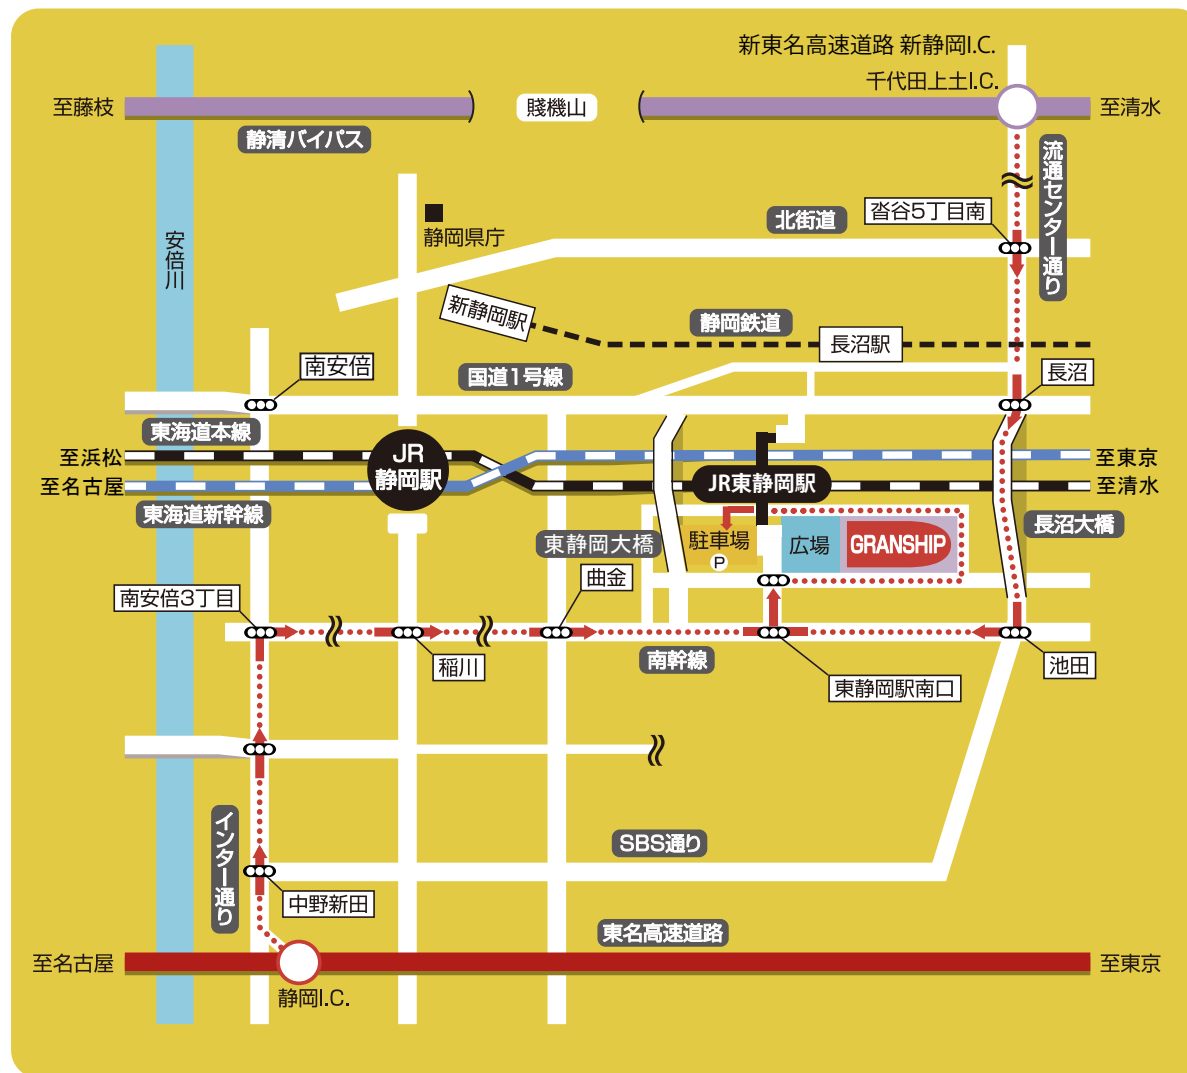 新東名高速道路 新静岡I.C.
千代田上土I.C.
至藤枝
賤機山
至清水
静清バイパス
流通センター通り
沓谷5丁目南
北街道
静岡県庁
安倍川
新静岡駅
静岡鉄道
長沼駅
南安倍
国道1号線
長沼
東海道本線
至浜松
JR
静岡駅
至東京
至名古屋
JR東静岡駅
至清水
東海道新幹線
長沼大橋
東静岡大橋
駐車場
P
広場
GRANSHIP
曲金
南安倍3丁目
稲川
南幹線
池田
東静岡駅南口
インター通り
SBS通り
中野新田
東名高速道路
至名古屋
至東京
静岡I.C.